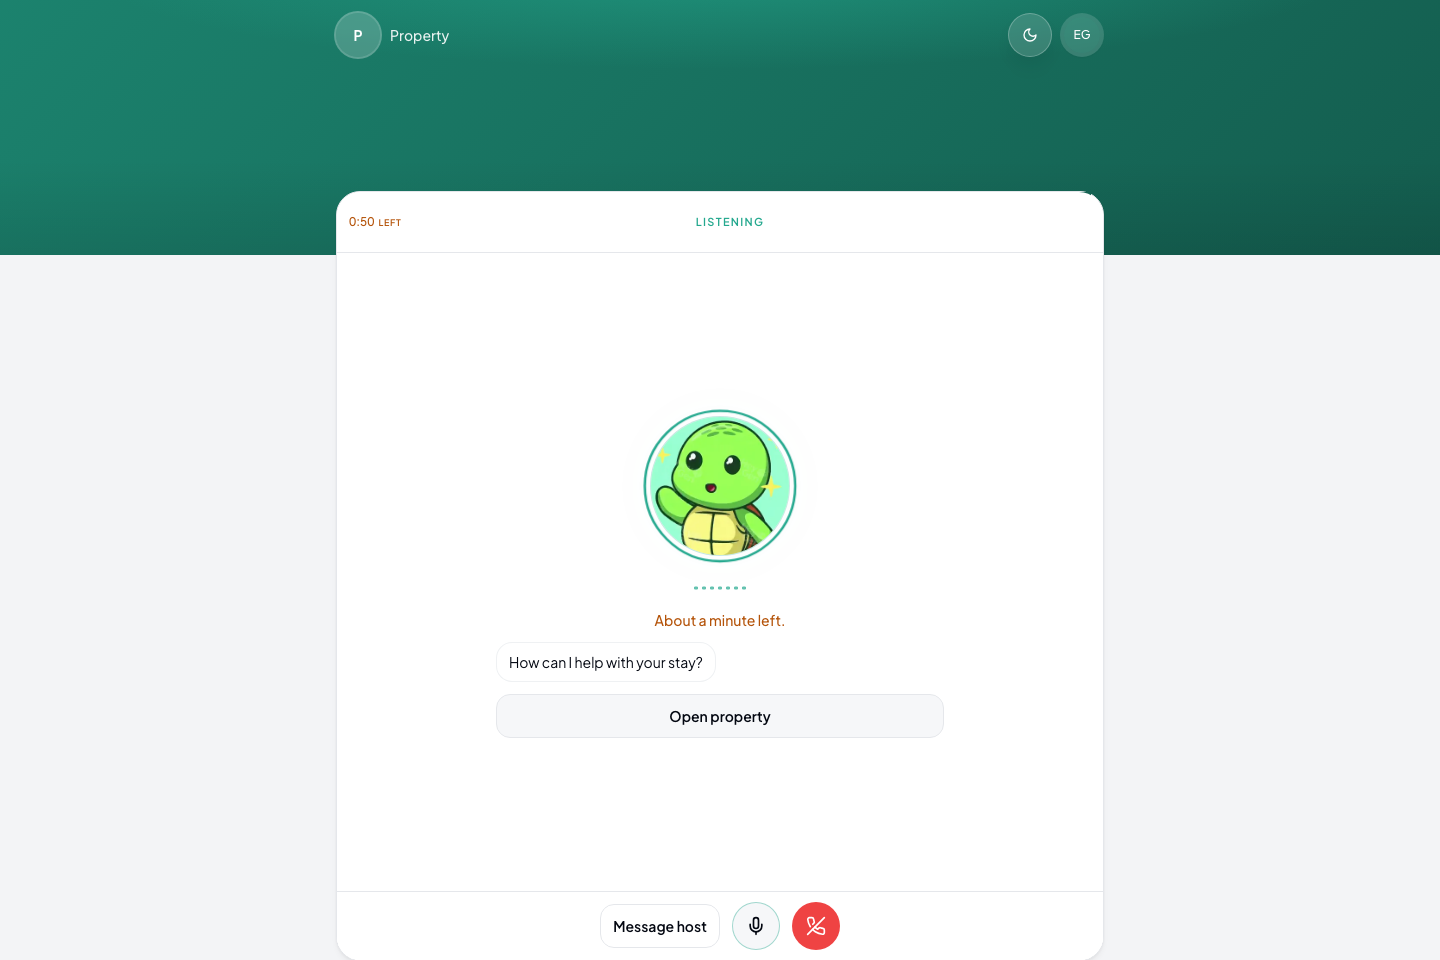 P Property
EG
0:50 LEFT
LISTENING
About a minute left.
How can I help with your stay?
Open property
Message host